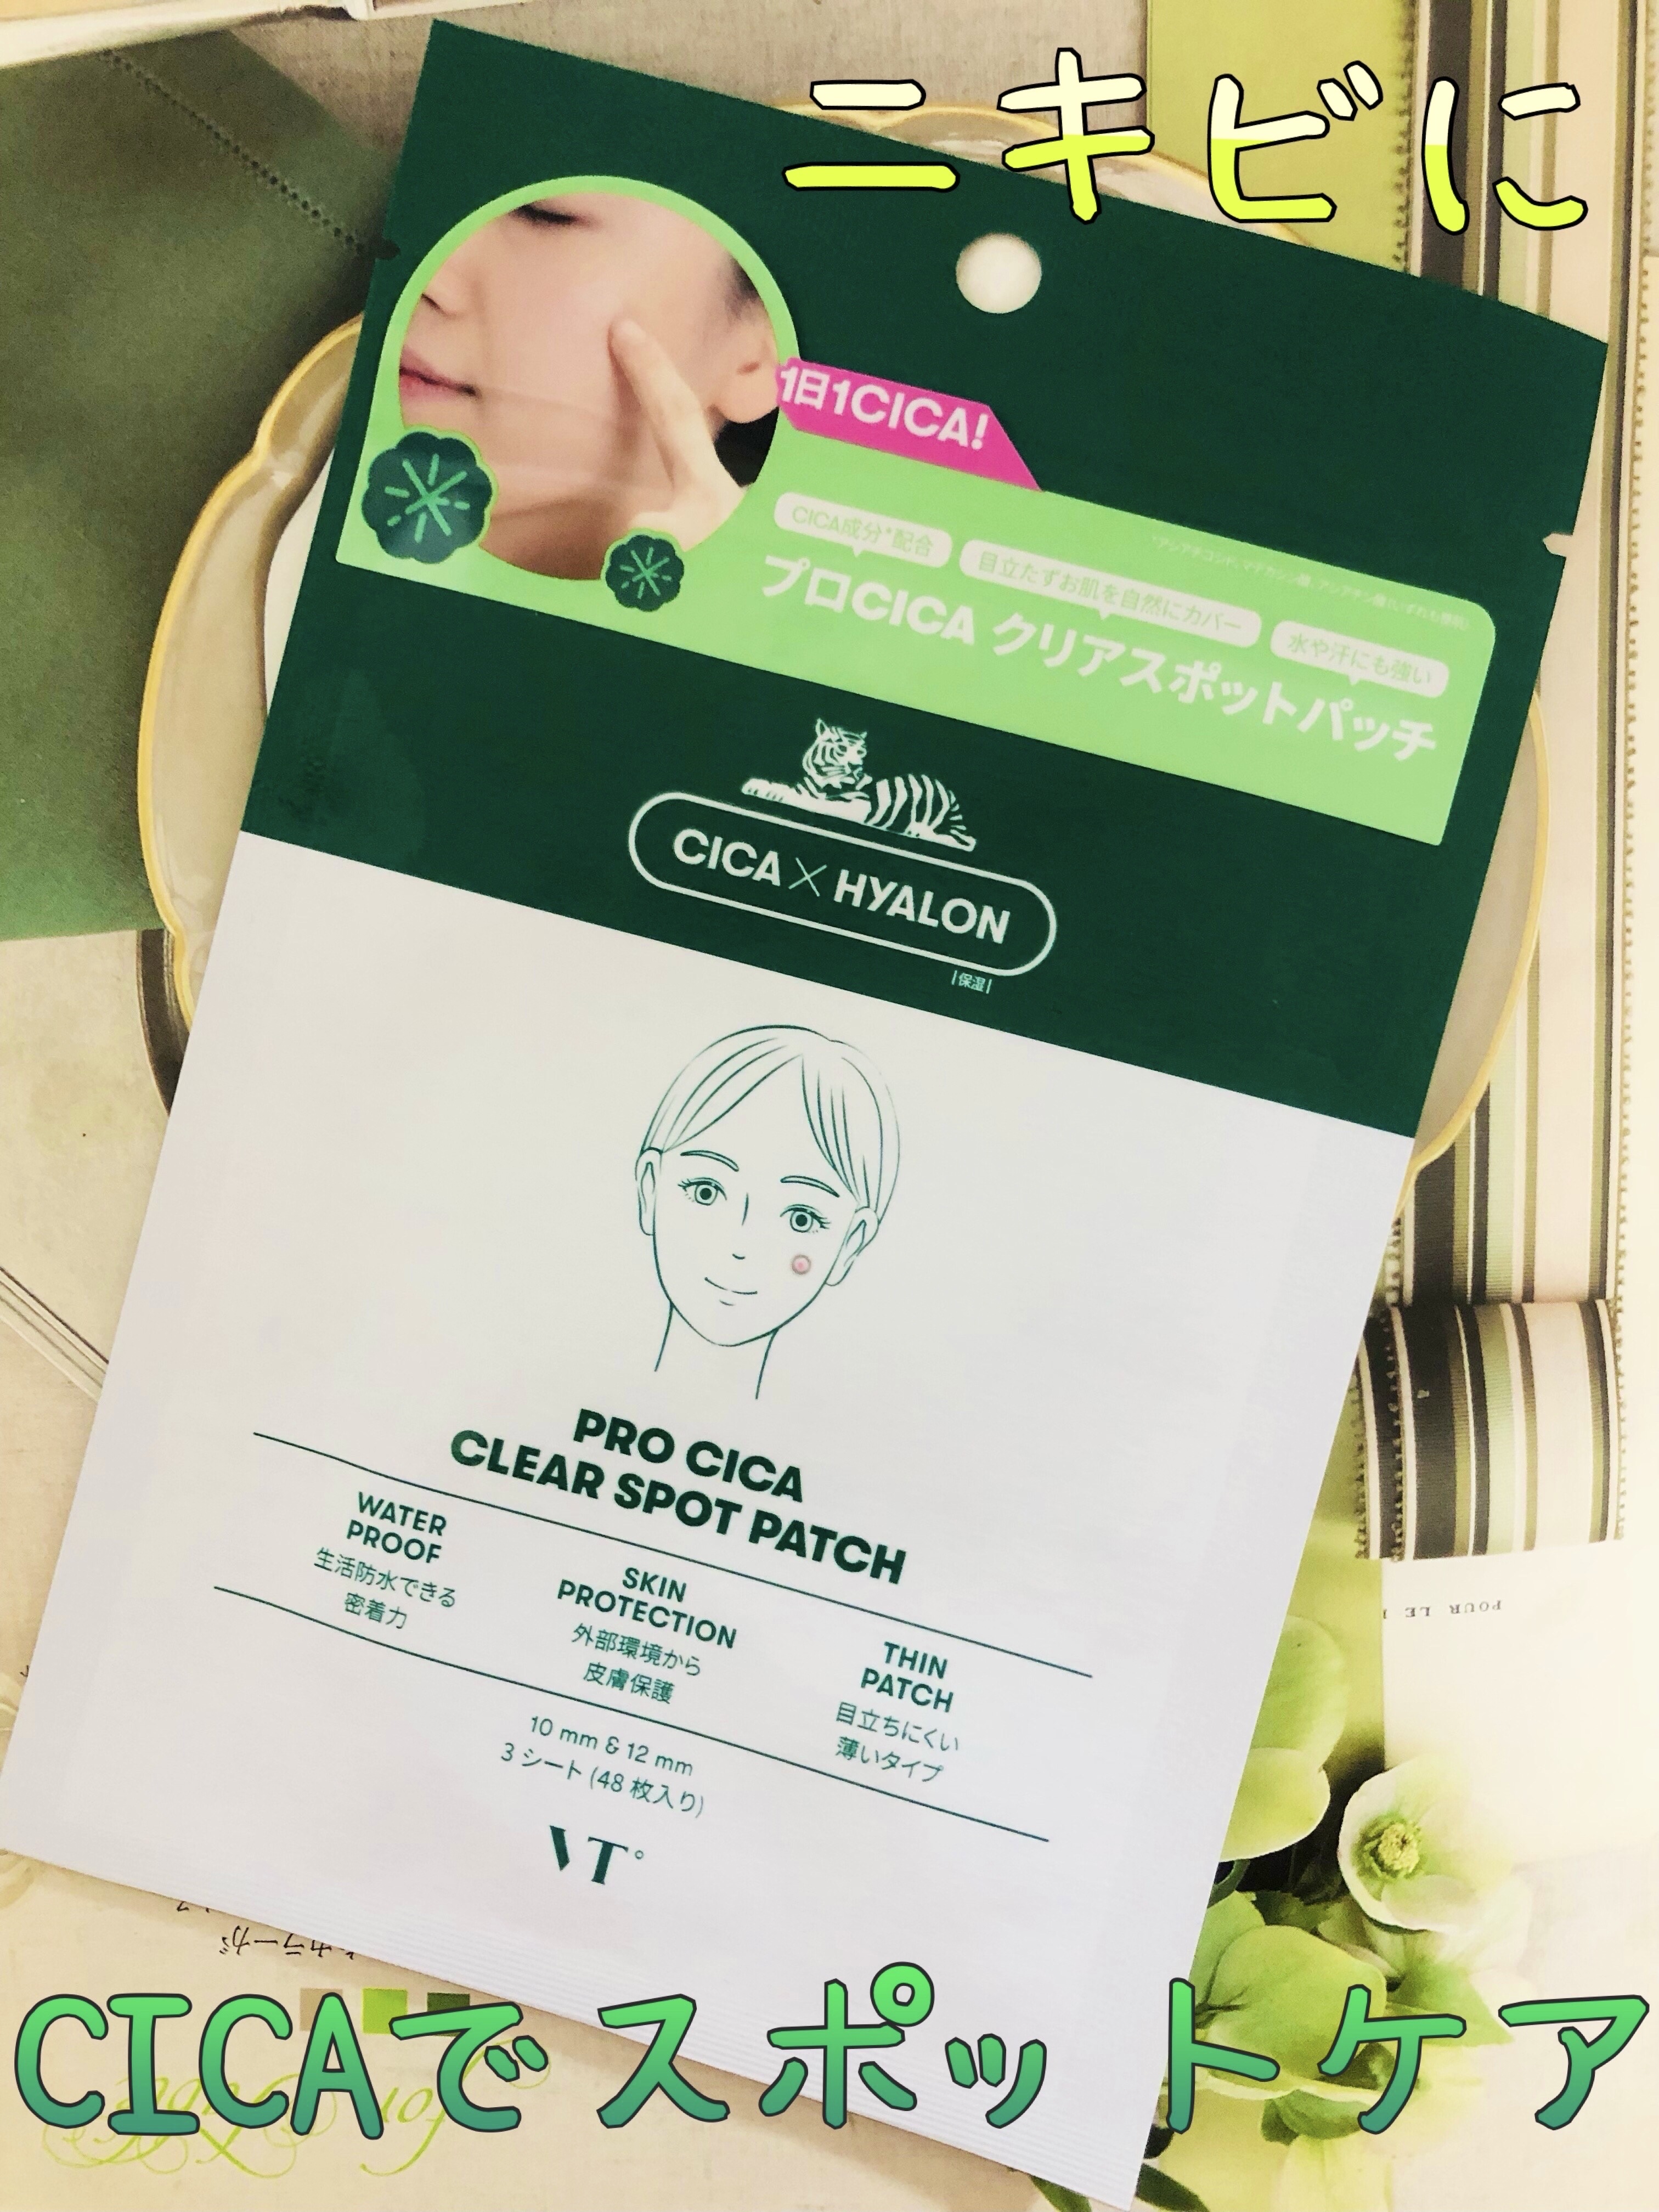 ニキビに
1日1CICA!
CICA成分*配合
目立たずお肌を自然にカバー
水や汗にも強い
プロCICA クリアスポットパッチ
CICA × HYALON
|保湿|
PRO CICA
CLEAR SPOT PATCH
WATER
PROOF
生活防水できる
密着力
SKIN
PROTECTION
外部環境から
皮膚保護
THIN
PATCH
目立ちにくい
薄いタイプ
10 mm & 12 mm
3 シート (48 枚入り)
VT
POUR LE
カラーが
CICAでスポットケア